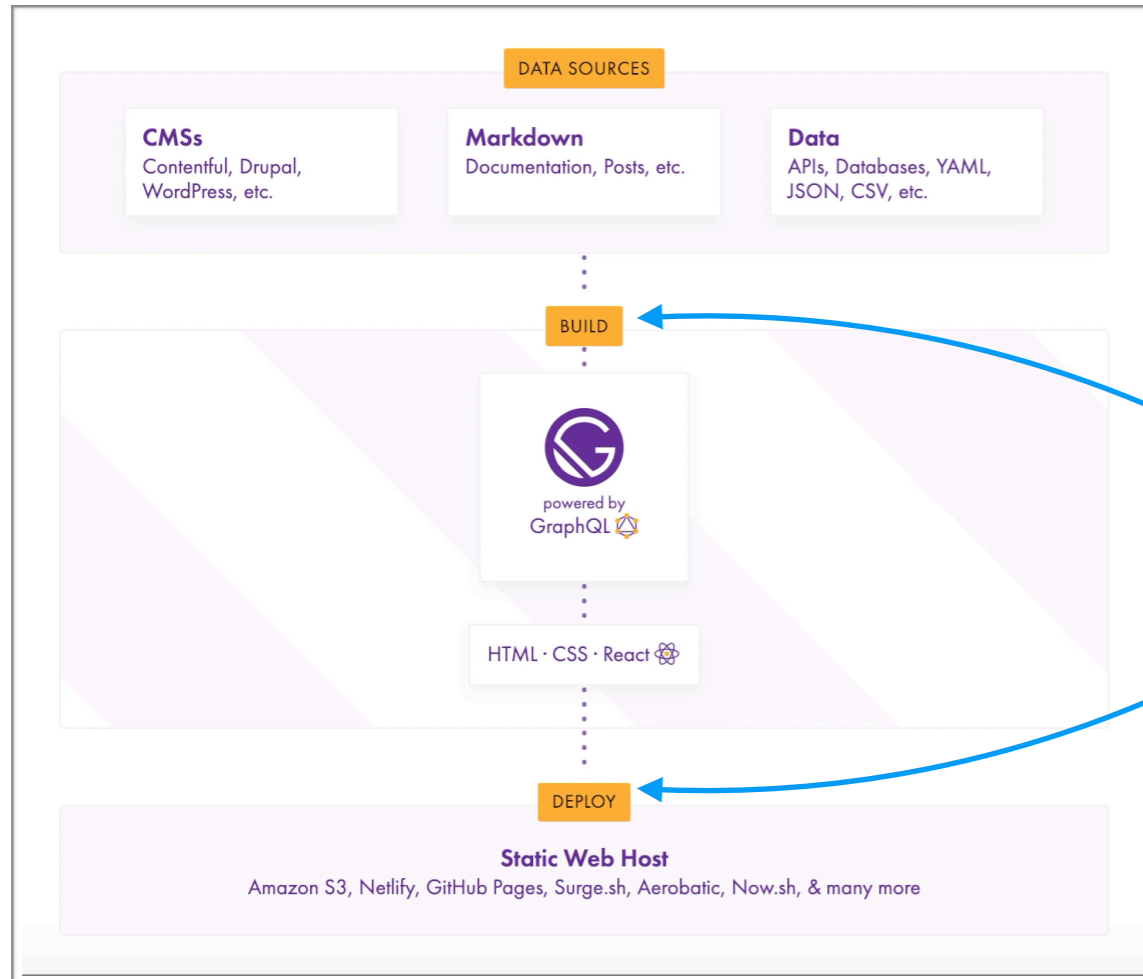 DATA SOURCES
CMSs
Contentful, Drupal,
WordPress, etc.
Markdown
Documentation, Posts, etc.
Data
APIs, Databases, YAML,
JSON, CSV, etc.
BUILD
powered by
GraphQL
HTML · CSS · React
DEPLOY
Static Web Host
Amazon S3, Netlify, GitHub Pages, Surge.sh, Aerobatic, Now.sh, & many more